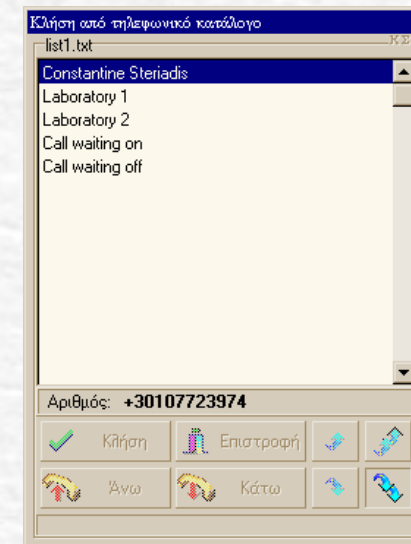 Κλήση από τηλεφωνικό κατάλογο
list1.txt
ΚΣ
Constantine Steriadis
Laboratory 1
Laboratory 2
Call waiting on
Call waiting off
Αριθμός: +30107723974
Κλήση
Επιστροφή
Άνω
Κάτω